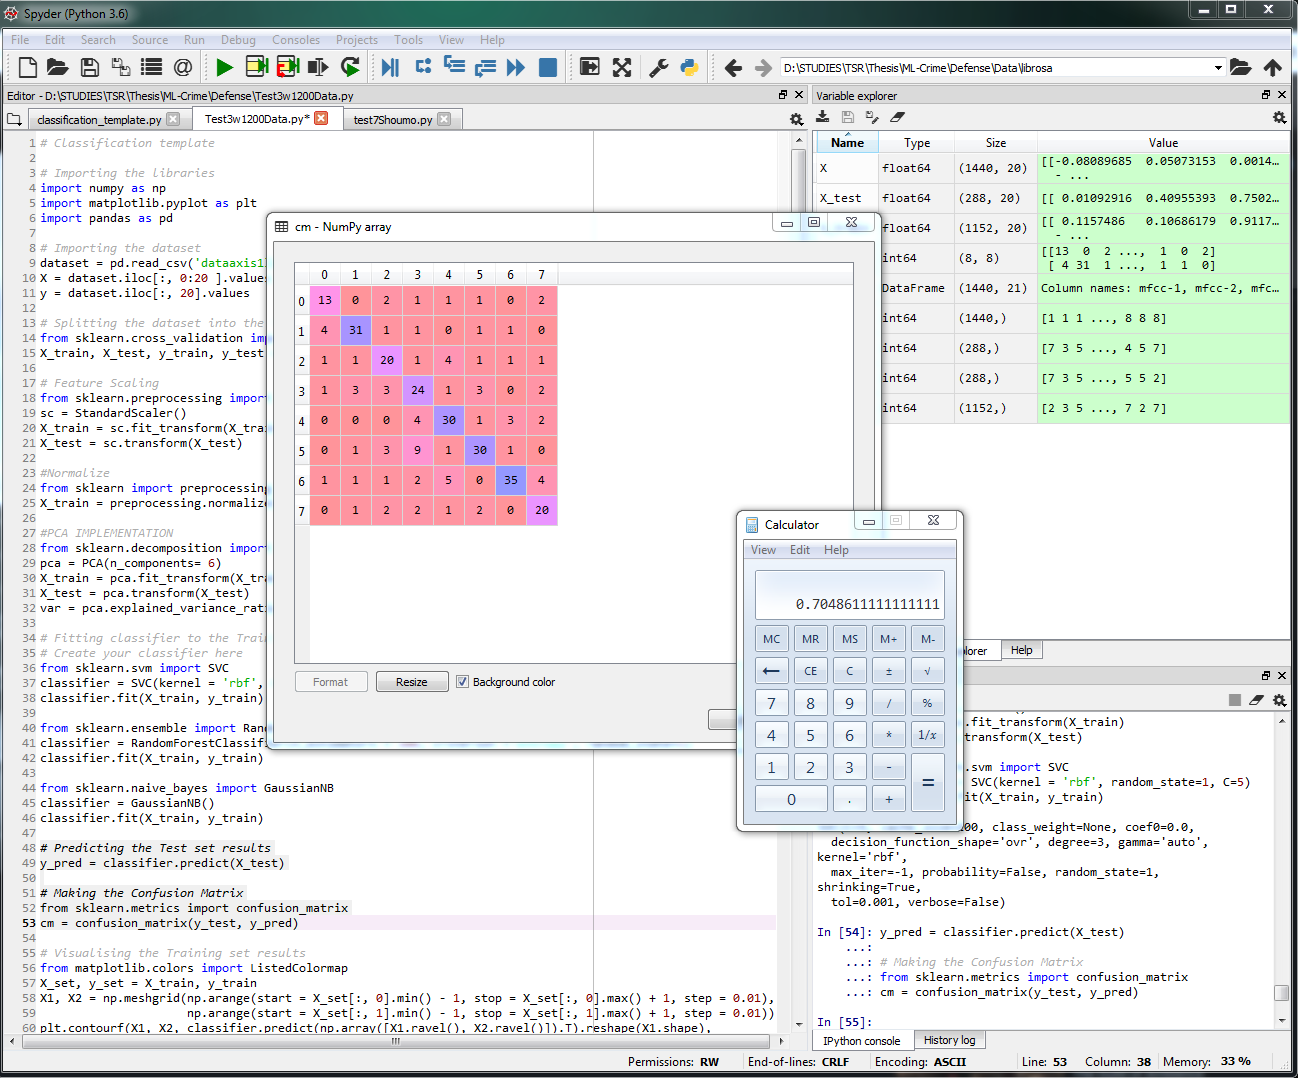 Spyder (Python 3.6)
File Edit Search Source Run Debug Consoles Projects Tools View Help
D:\STUDIES\TSR\Thesis\ML-Crime\Defense\Data\librosa
Editor - D:\STUDIES\TSR\Thesis\ML-Crime\Defense\Test3w1200Data.py
classification_template.py Test3w1200Data.py* test7Shoumo.py
1 # Classification template
2
3 # Importing the libraries
4 import numpy as np
5 import matplotlib.pyplot as plt
6 import pandas as pd
7
8 # Importing the dataset
9 dataset = pd.read_csv('dataaxis1
10 X = dataset.iloc[:, 0:20 ].values
11 y = dataset.iloc[:, 20].values
12
13 # Splitting the dataset into the
14 from sklearn.cross_validation im
15 X_train, X_test, y_train, y_test
16
17 # Feature Scaling
18 from sklearn.preprocessing import
19 sc = StandardScaler()
20 X_train = sc.fit_transform(X_tra
21 X_test = sc.transform(X_test)
22
23 #Normalize
24 from sklearn import preprocessing
25 X_train = preprocessing.normalize
26
27 #PCA IMPLEMENTATION
28 from sklearn.decomposition import
29 pca = PCA(n_components= 6)
30 X_train = pca.fit_transform(X_tra
31 X_test = pca.transform(X_test)
32 var = pca.explained_variance_rat
33
34 # Fitting classifier to the Trai
35 # Create your classifier here
36 from sklearn.svm import SVC
37 classifier = SVC(kernel = 'rbf',
38 classifier.fit(X_train, y_train)
39
40 from sklearn.ensemble import Ran
41 classifier = RandomForestClassif
42 classifier.fit(X_train, y_train)
43
44 from sklearn.naive_bayes import GaussianNB
45 classifier = GaussianNB()
46 classifier.fit(X_train, y_train)
47
48 # Predicting the Test set results
49 y_pred = classifier.predict(X_test)
50
51 # Making the Confusion Matrix
52 from sklearn.metrics import confusion_matrix
53 cm = confusion_matrix(y_test, y_pred)
54
55 # Visualising the Training set results
56 from matplotlib.colors import ListedColormap
57 X_set, y_set = X_train, y_train
58 X1, X2 = np.meshgrid(np.arange(start = X_set[:, 0].min() - 1, stop = X_set[:, 0].max() + 1, step = 0.01),
59 np.arange(start = X_set[:, 1].min() - 1, stop = X_set[:, 1].max() + 1, step = 0.01))
60 plt.contourf(X1, X2, classifier.predict(np.array([X1.ravel(), X2.ravel()]).T).reshape(X1.shape),
cm - NumPy array
0 1 2 3 4 5 6 7
0 13 0 2 1 1 1 0 2
1 4 31 1 1 0 1 1 0
2 1 1 20 1 4 1 1 1
3 1 3 3 24 1 3 0 2
4 0 0 0 4 30 1 3 2
5 0 1 3 9 1 30 1 0
6 1 1 1 2 5 0 35 4
7 0 1 2 2 1 2 0 20
Format Resize Background color
Calculator
View Edit Help
0.7048611111111111
MC MR MS M+ M-
← CE C ± √
7 8 9 / %
4 5 6 * 1/x
1 2 3 - =
0 . +
Variable explorer
Name Type Size Value
X float64 (1440, 20) [[-0.08089685 0.05073153 0.0014...
- ...
X_test float64 (288, 20) [[ 0.01092916 0.40955393 0.7502...
float64 (1152, 20) [[ 0.1157486 0.10686179 0.9117...
- ...
int64 (8, 8) [[13 0 2 ..., 1 0 2]
[ 4 31 1 ..., 1 1 0]
DataFrame (1440, 21) Column names: mfcc-1, mfcc-2, mfc...
int64 (1440,) [1 1 1 ..., 8 8 8]
int64 (288,) [7 3 5 ..., 4 5 7]
int64 (288,) [7 3 5 ..., 5 5 2]
int64 (1152,) [2 3 5 ..., 7 2 7]
lorer Help
.fit_transform(X_train)
transform(X_test)
.svm import SVC
SVC(kernel = 'rbf', random_state=1, C=5)
it(X_train, y_train)
00, class_weight=None, coef0=0.0,
decision_function_shape='ovr', degree=3, gamma='auto',
kernel='rbf',
max_iter=-1, probability=False, random_state=1,
shrinking=True,
tol=0.001, verbose=False)
In [54]: y_pred = classifier.predict(X_test)
...:
...: # Making the Confusion Matrix
...: from sklearn.metrics import confusion_matrix
...: cm = confusion_matrix(y_test, y_pred)
In [55]:
IPython console History log
Permissions: RW End-of-lines: CRLF Encoding: ASCII Line: 53 Column: 38 Memory: 33 %